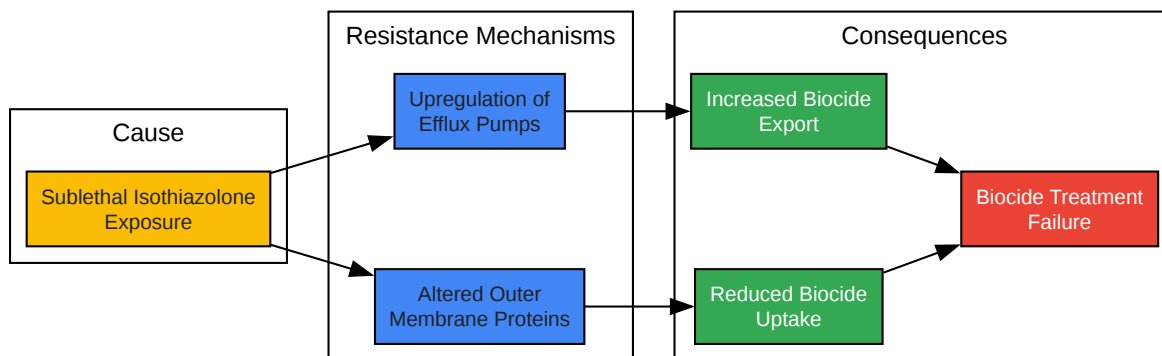 Cause
Sublethal Isothiazolone
Exposure
Resistance Mechanisms
Upregulation of
Efflux Pumps
Altered Outer
Membrane Proteins
Consequences
Increased Biocide
Export
Reduced Biocide
Uptake
Biocide Treatment
Failure